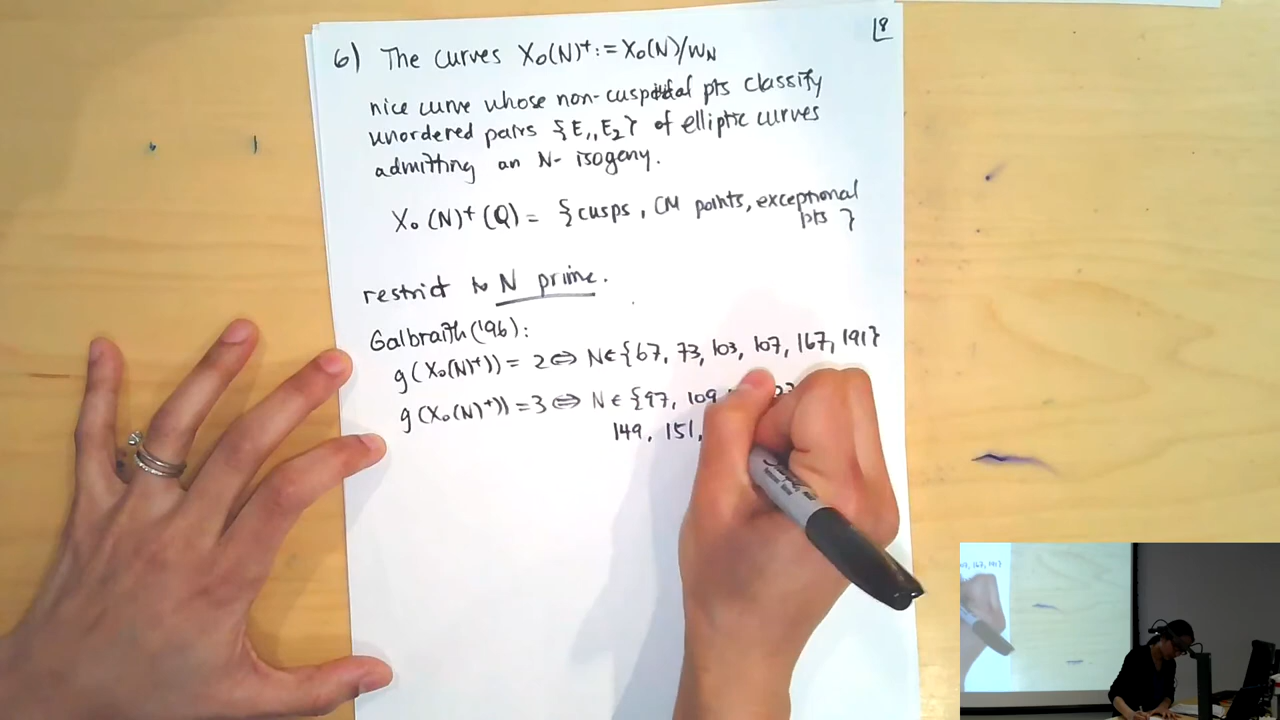 18
6) The curves X₀(N)⁺ := X₀(N)/w_N
nice curve whose non-cuspidal pts classify
unordered pairs {E₁, E₂} of elliptic curves
admitting an N-isogeny.
X₀(N)⁺(Q) = {cusps, CM points, exceptional
pts }
restrict to N prime.
Galbraith ('96):
g(X₀(N)⁺)) = 2 ⇔ N ∈ {67, 73, 103, 107, 167, 191}
g(X₀(N)⁺)) = 3 ⇔ N ∈ {97, 109
149, 151,